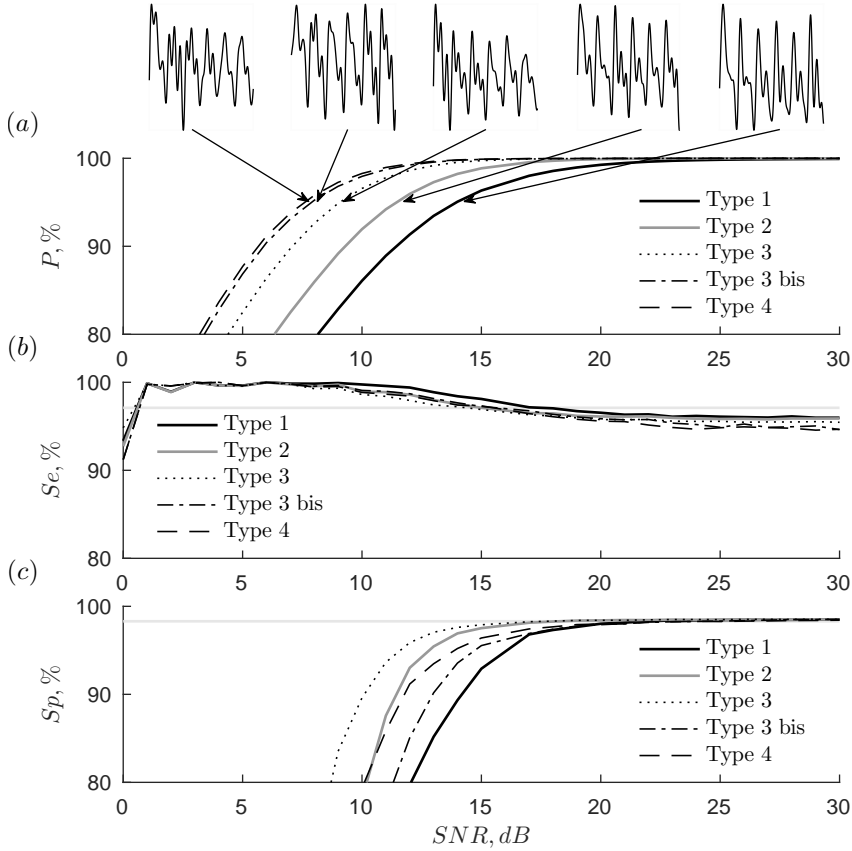 (a)
100
90
80
P, %
Type 1
Type 2
Type 3
Type 3 bis
Type 4
0 5 10 15 20 25 30
(b)
100
90
80
Se, %
Type 1
Type 2
Type 3
Type 3 bis
Type 4
0 5 10 15 20 25 30
(c)
100
90
80
Sp, %
Type 1
Type 2
Type 3
Type 3 bis
Type 4
0 5 10 15 20 25 30
SNR, dB